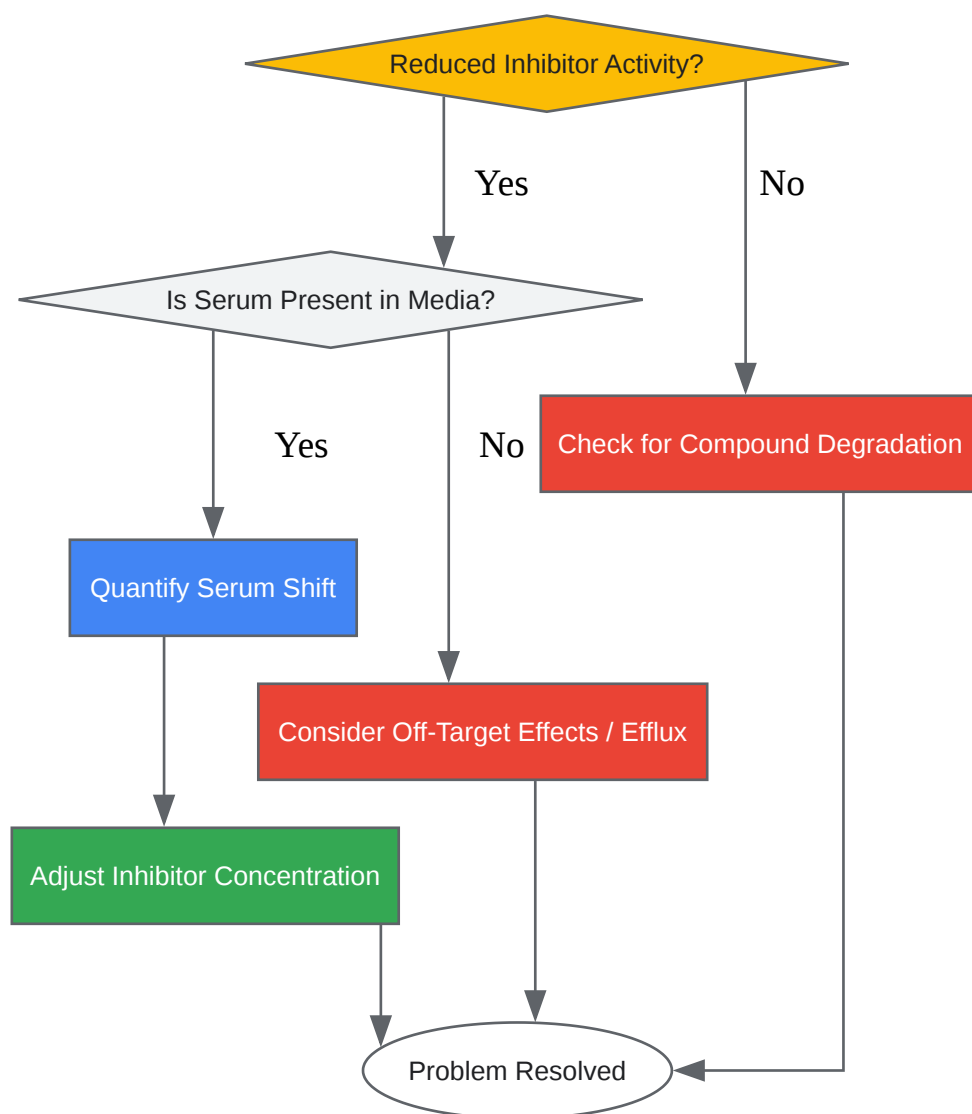 Reduced Inhibitor Activity?
Yes
No
Is Serum Present in Media?
Yes
No
Check for Compound Degradation
Quantify Serum Shift
Consider Off-Target Effects / Efflux
Adjust Inhibitor Concentration
Problem Resolved